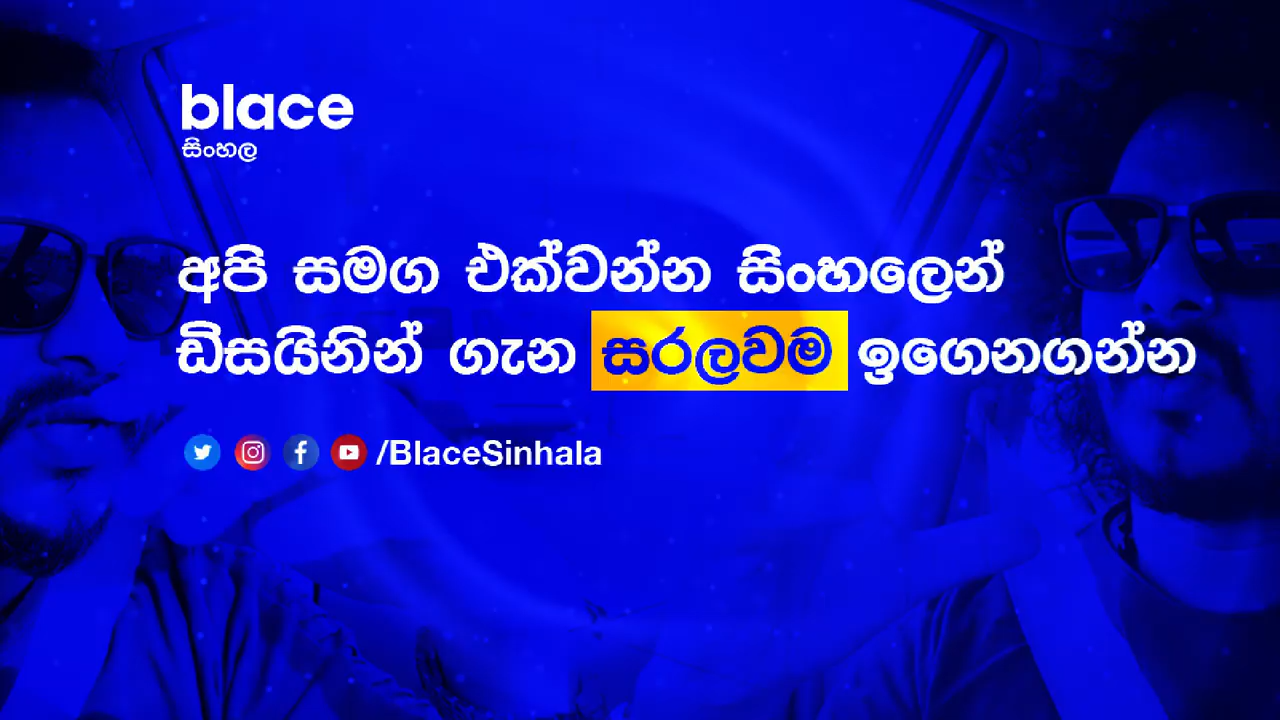 blace
සිංහල
අපි සමග එක්වන්න සිංහලෙන්
ඩිසයිනින් ගැන සරලවම ඉගෙනගන්න
/BlaceSinhala